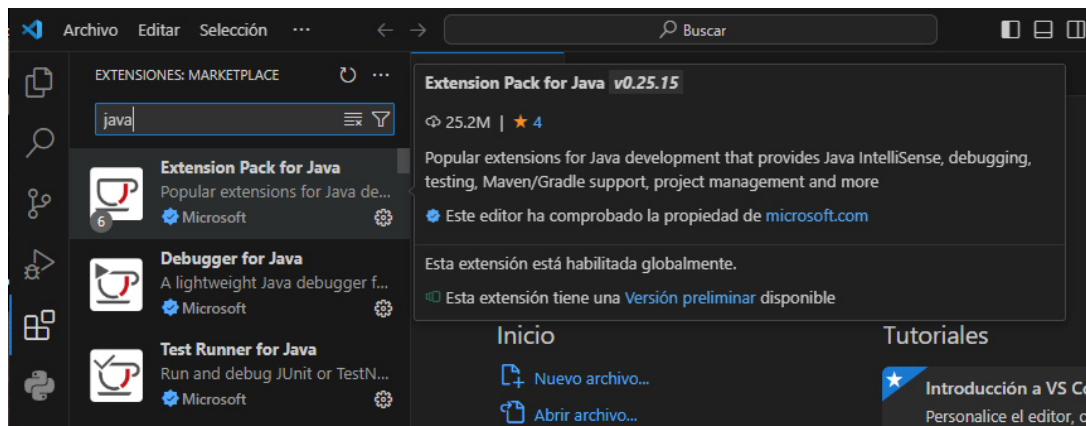 Archivo Editar Selección ··· Buscar
EXTENSIONES: MARKETPLACE ···
java
Extension Pack for Java
Popular extensions for Java de...
Microsoft
6
Debugger for Java
A lightweight Java debugger f...
Microsoft
Test Runner for Java
Run and debug JUnit or TestN...
Microsoft
Extension Pack for Java v0.25.15
25.2M | ★ 4
Popular extensions for Java development that provides Java IntelliSense, debugging,
testing, Maven/Gradle support, project management and more
Este editor ha comprobado la propiedad de microsoft.com
Esta extensión está habilitada globalmente.
Esta extensión tiene una Versión preliminar disponible
Inicio
Nuevo archivo...
Abrir archivo...
Tutoriales
Introducción a VS Co
Personalice el editor,